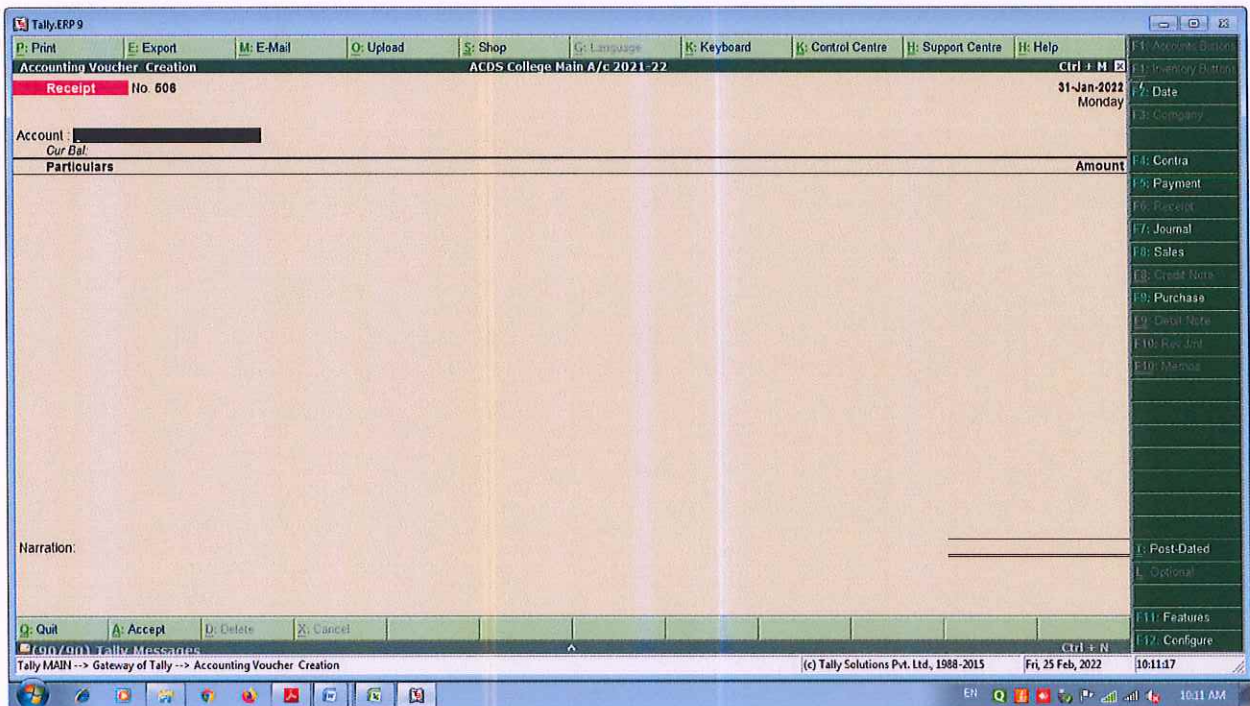 Tally.ERP 9
P: Print E: Export M: E-Mail O: Upload S: Shop G: Language K: Keyboard K: Control Centre H: Support Centre H: Help
F1: Accounts Buttons
Accounting Voucher Creation ACDS College Main A/c 2021-22 Ctrl + M
F1: Inventory Buttons
Receipt No. 506 31-Jan-2022
F2: Date
Monday
F3: Company
Account :
Cur Bal:
Particulars Amount
F4: Contra
F5: Payment
F6: Receipt
F7: Journal
F8: Sales
F8: Credit Note
F9: Purchase
F9: Debit Note
F10: Rev Jrnl
F10: Memos
Narration:
T: Post-Dated
L: Optional
F11: Features
Q: Quit A: Accept D: Delete X: Cancel
F12: Configure
(90/90) Tally Messages Ctrl + N
Tally MAIN --> Gateway of Tally --> Accounting Voucher Creation (c) Tally Solutions Pvt. Ltd., 1988-2015 Fri, 25 Feb, 2022 10:11:17
EN 10:11 AM